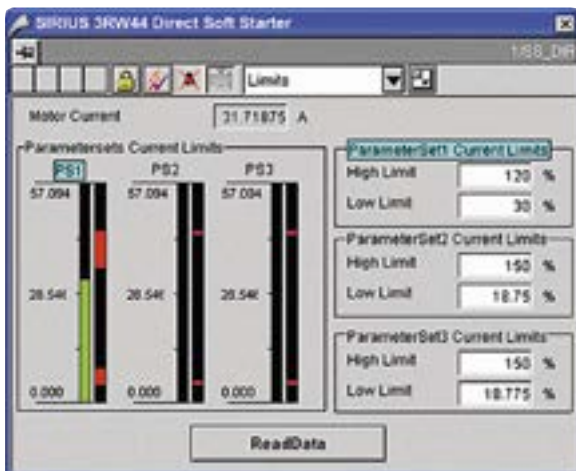 SIRIUS 3RW44 Direct Soft Starter
1/SS_DIR
Limits
Motor Current 31.71875 A
Parametersets Current Limits
PS1 PS2 PS3
57.094 57.094 57.094
28.54 28.54 28.54
0.000 0.000 0.000
ParameterSet1 Current Limits
High Limit 120 %
Low Limit 30 %
ParameterSet2 Current Limits
High Limit 150 %
Low Limit 18.75 %
ParameterSet3 Current Limits
High Limit 150 %
Low Limit 18.775 %
ReadData